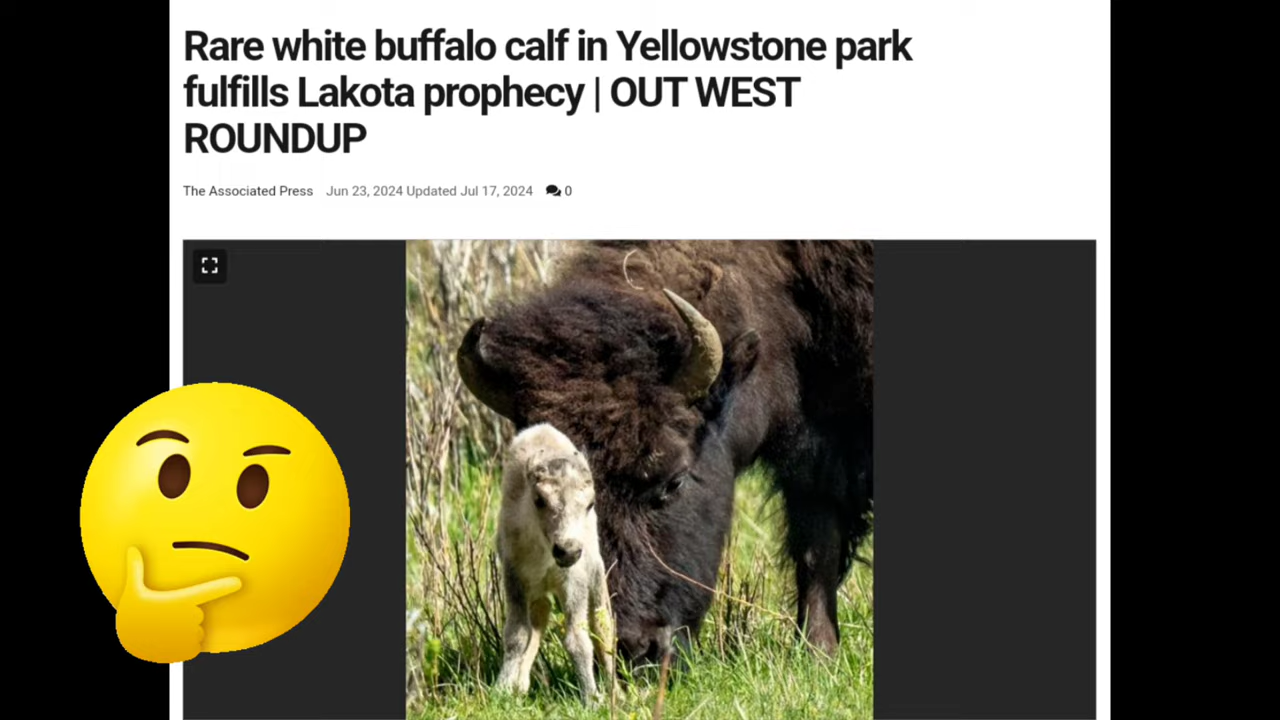 Rare white buffalo calf in Yellowstone park
fulfills Lakota prophecy | OUT WEST
ROUNDUP
The Associated Press Jun 23, 2024 Updated Jul 17, 2024 0